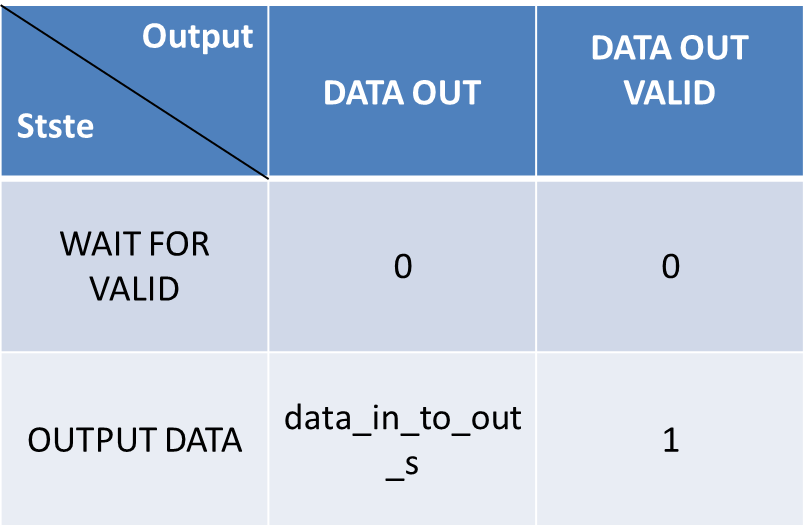 Output
Stste
DATA OUT
DATA OUT
VALID
WAIT FOR
VALID
0
0
OUTPUT DATA
data_in_to_out
_s
1